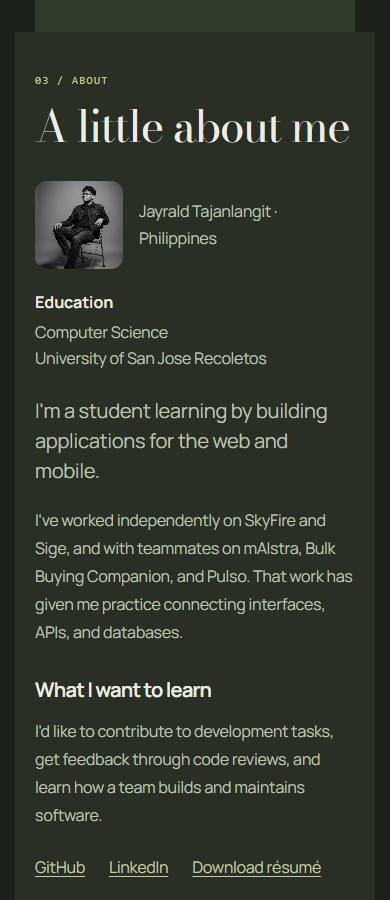 03 / ABOUT
A little about me
Jayrald Tajanlangit ·
Philippines
Education
Computer Science
University of San Jose Recoletos
I'm a student learning by building
applications for the web and
mobile.
I've worked independently on SkyFire and
Sige, and with teammates on mAIstra, Bulk
Buying Companion, and Pulso. That work has
given me practice connecting interfaces,
APIs, and databases.
What I want to learn
I'd like to contribute to development tasks,
get feedback through code reviews, and
learn how a team builds and maintains
software.
GitHub LinkedIn Download résumé